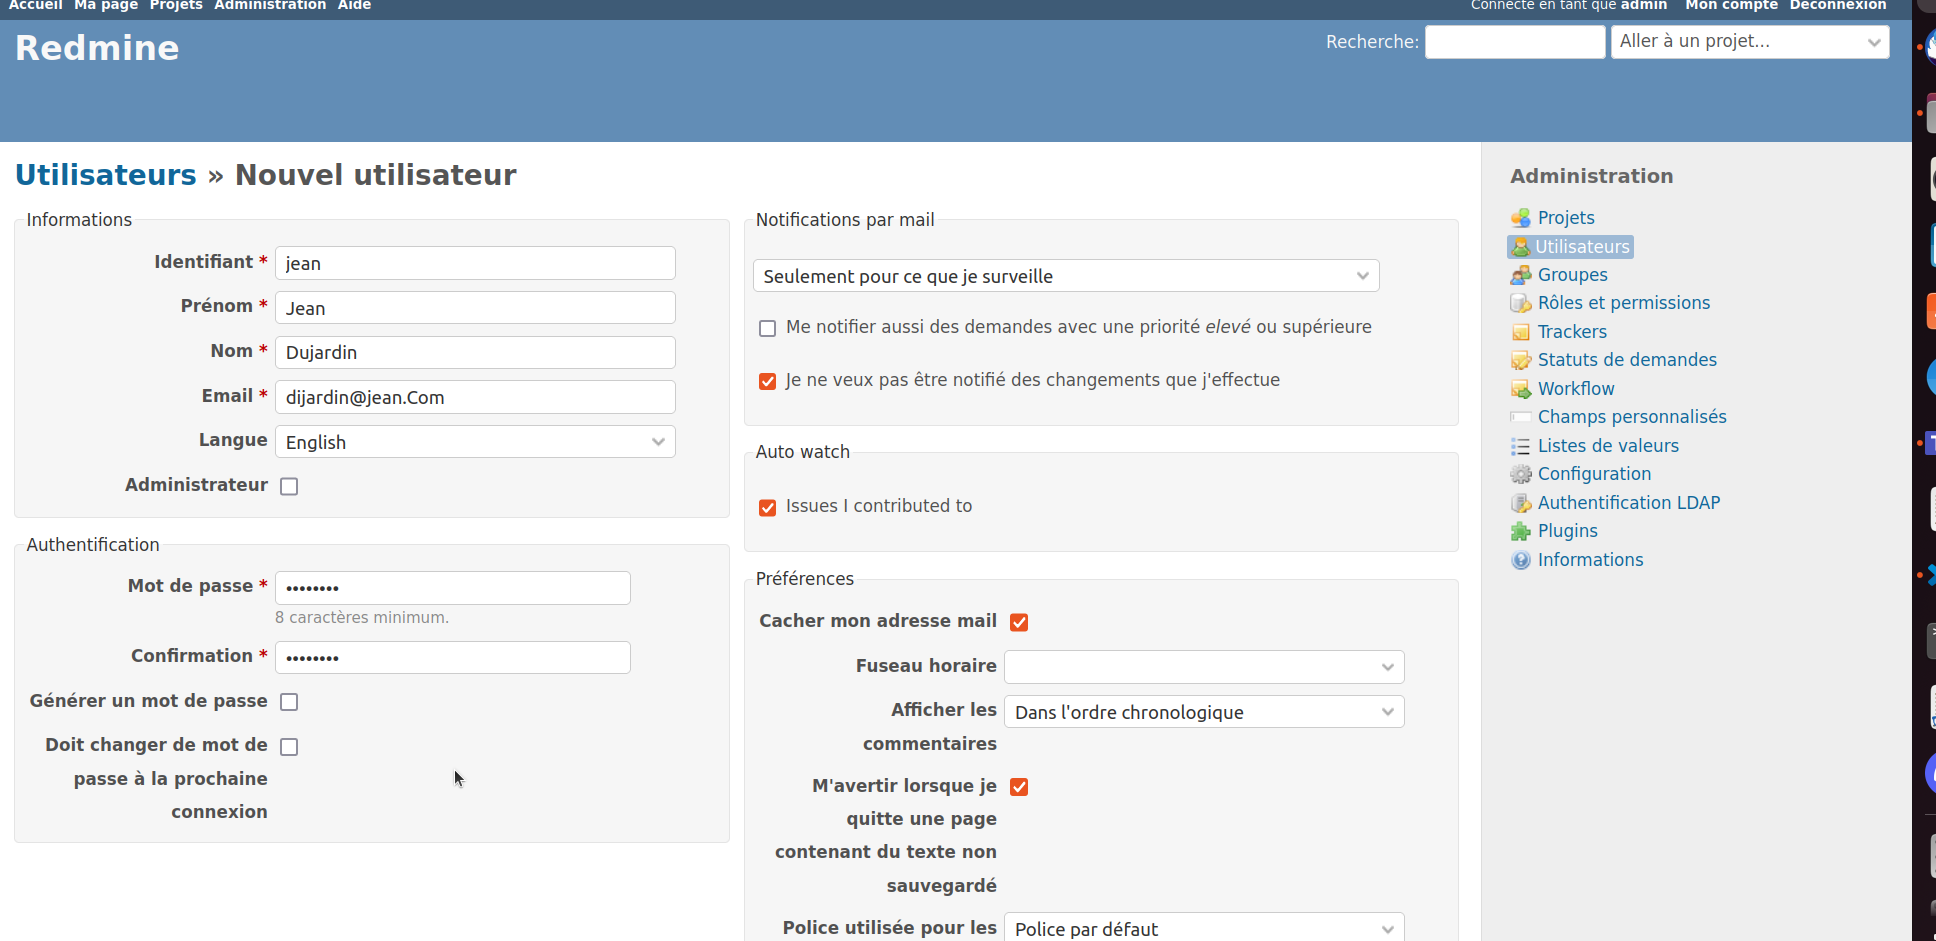 Accueil Ma page Projets Administration Aide
Connecté en tant que admin Mon compte Déconnexion
Redmine
Recherche:
Aller à un projet...
Utilisateurs » Nouvel utilisateur
Informations
Identifiant * jean
Prénom * Jean
Nom * Dujardin
Email * dijardin@jean.Com
Langue English
Administrateur
Authentification
Mot de passe * ••••••••
8 caractères minimum.
Confirmation * ••••••••
Générer un mot de passe
Doit changer de mot de
passe à la prochaine
connexion
Notifications par mail
Seulement pour ce que je surveille
Me notifier aussi des demandes avec une priorité elevé ou supérieure
Je ne veux pas être notifié des changements que j'effectue
Auto watch
Issues I contributed to
Préférences
Cacher mon adresse mail
Fuseau horaire
Afficher les Dans l'ordre chronologique
commentaires
M'avertir lorsque je
quitte une page
contenant du texte non
sauvegardé
Police utilisée pour les Police par défaut
Administration
Projets
Utilisateurs
Groupes
Rôles et permissions
Trackers
Statuts de demandes
Workflow
Champs personnalisés
Listes de valeurs
Configuration
Authentification LDAP
Plugins
Informations